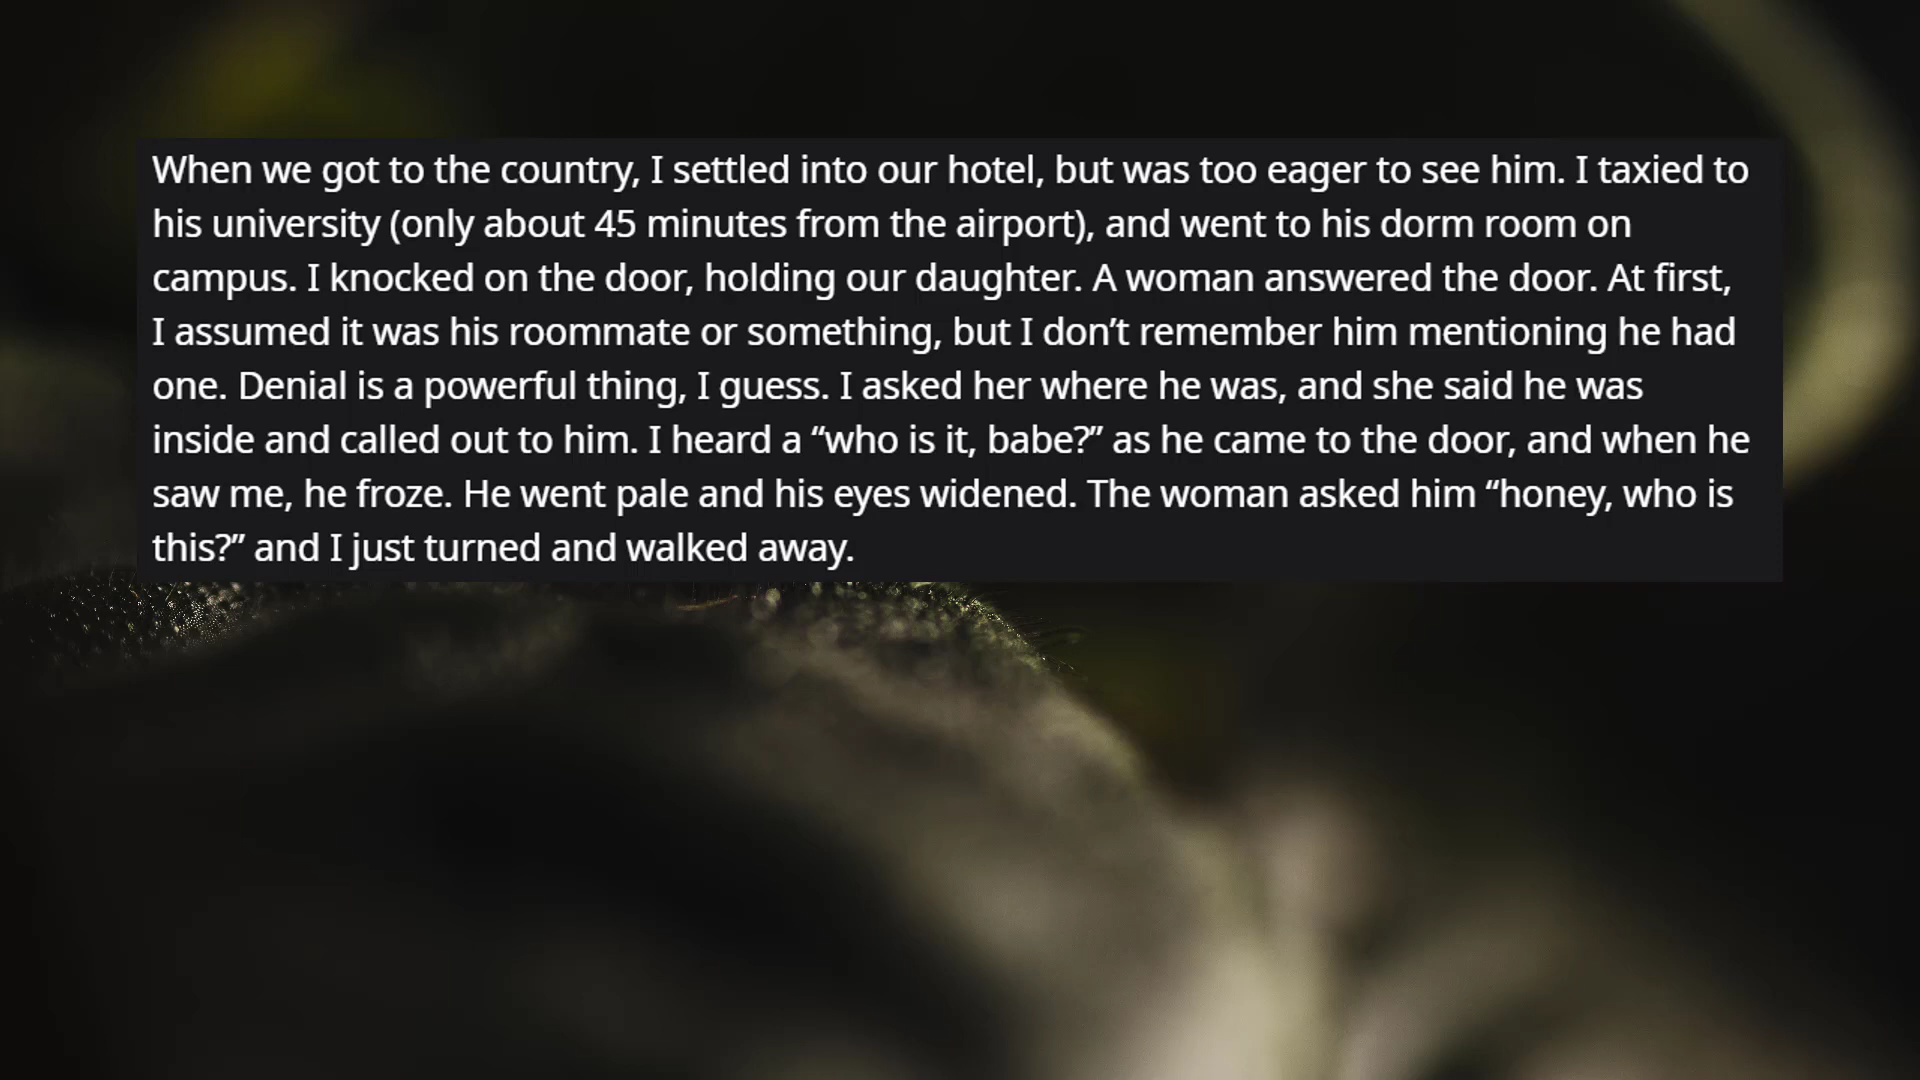 When we got to the country, I settled into our hotel, but was too eager to see him. I taxied to
his university (only about 45 minutes from the airport), and went to his dorm room on
campus. I knocked on the door, holding our daughter. A woman answered the door. At first,
I assumed it was his roommate or something, but I don’t remember him mentioning he had
one. Denial is a powerful thing, I guess. I asked her where he was, and she said he was
inside and called out to him. I heard a “who is it, babe?” as he came to the door, and when he
saw me, he froze. He went pale and his eyes widened. The woman asked him “honey, who is
this?” and I just turned and walked away.